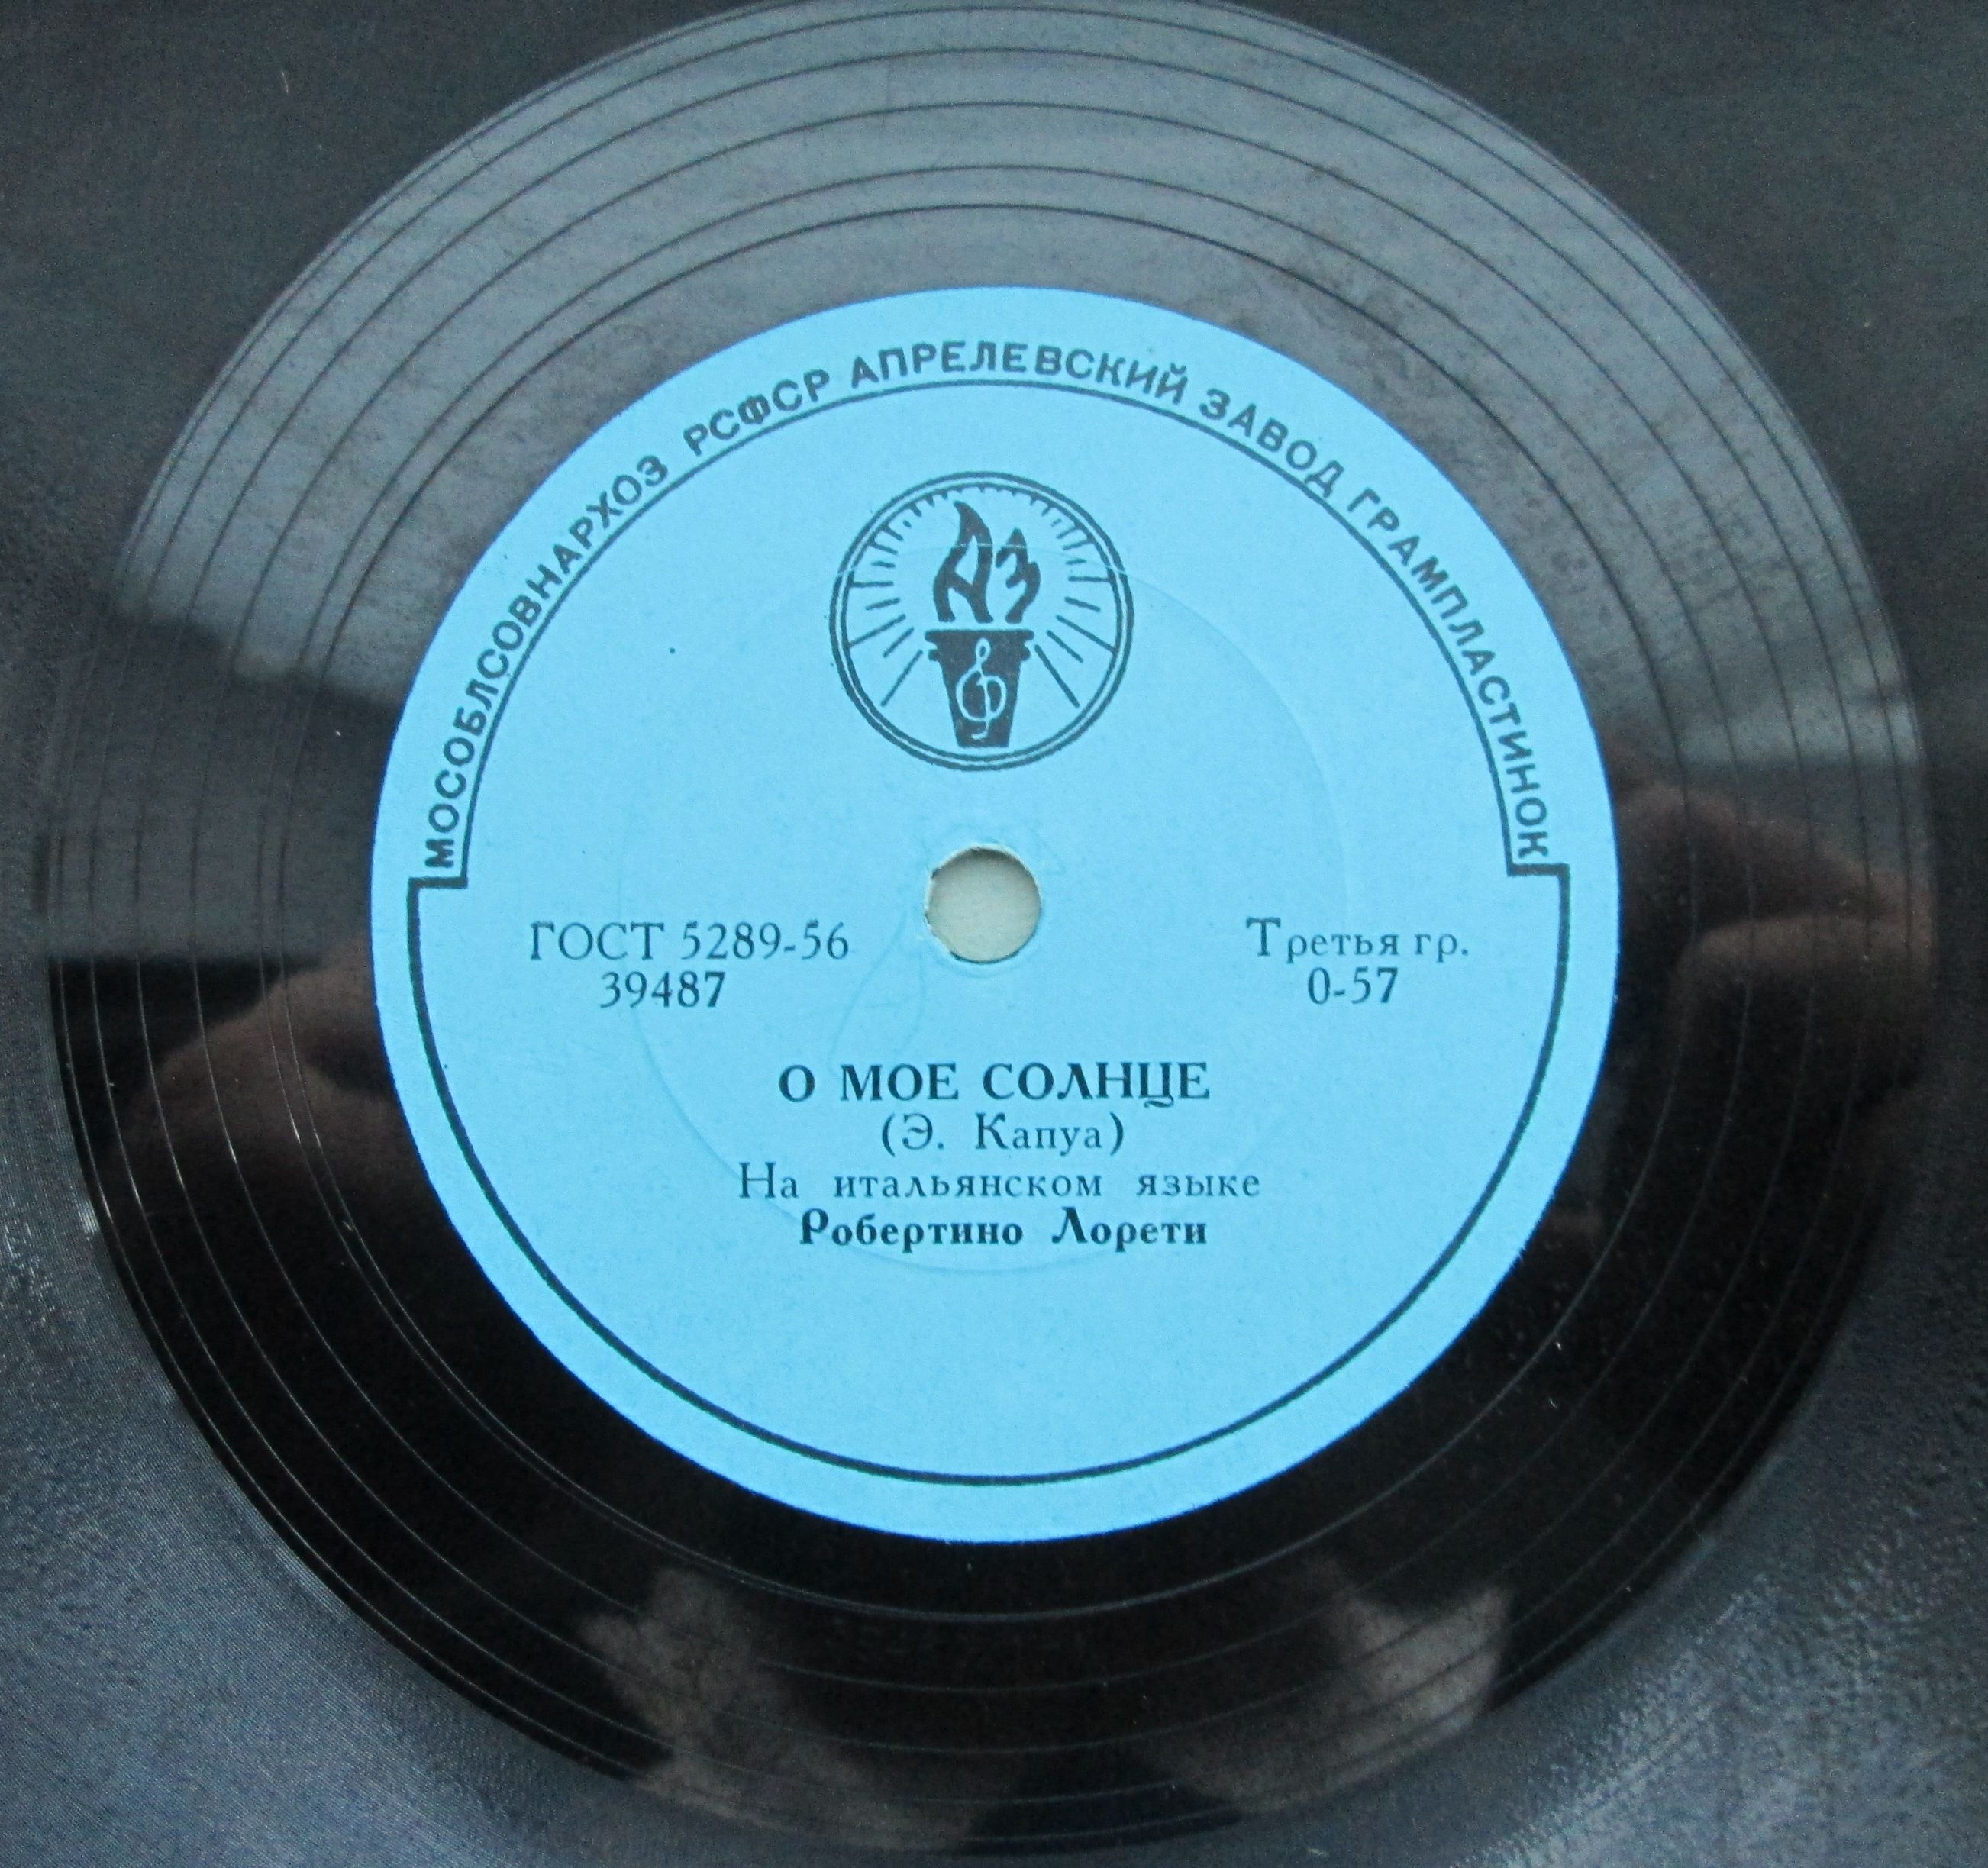 МОСОБЛСОВНАРХОЗ РСФСР АПРЕЛЕВСКИЙ ЗАВОД ГРАМПЛАСТИНОК
АЗ
ГОСТ 5289-56
39487
Третья гр.
0-57
О МОЕ СОЛНЦЕ
(Э. Капуа)
На итальянском языке
Робертино Лорети